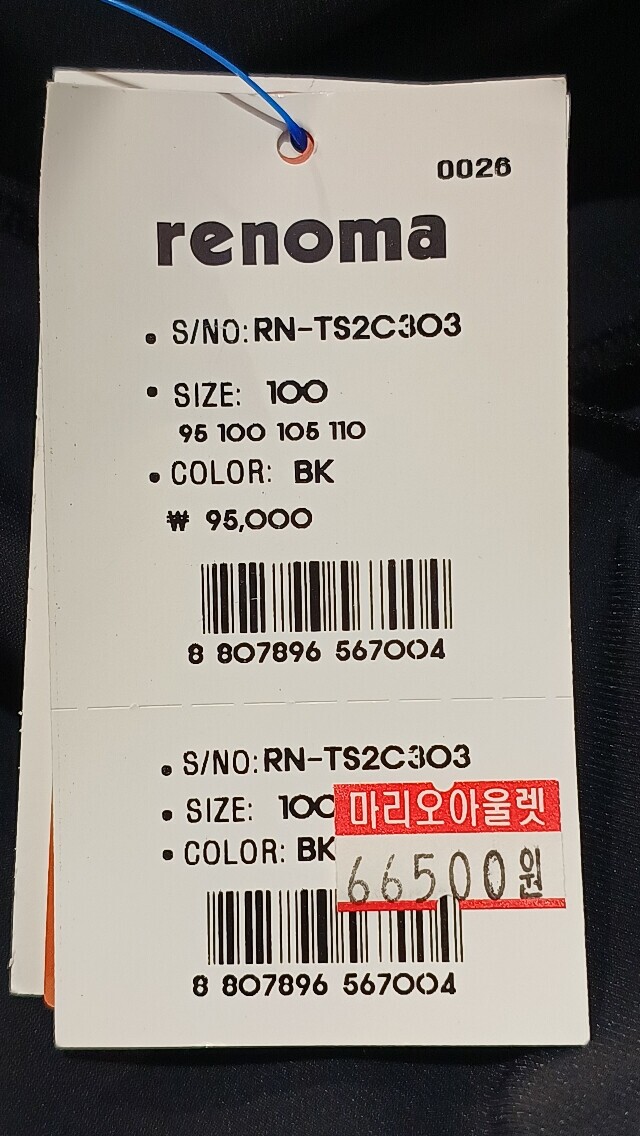 0026
renoma
• S/NO: RN-TS2C303
• SIZE: 100
95 100 105 110
• COLOR: BK
₩ 95,000
8 807896 567004
• S/NO: RN-TS2C303
• SIZE: 100
마리오아울렛
• COLOR: BK
66500원
8 807896 567004